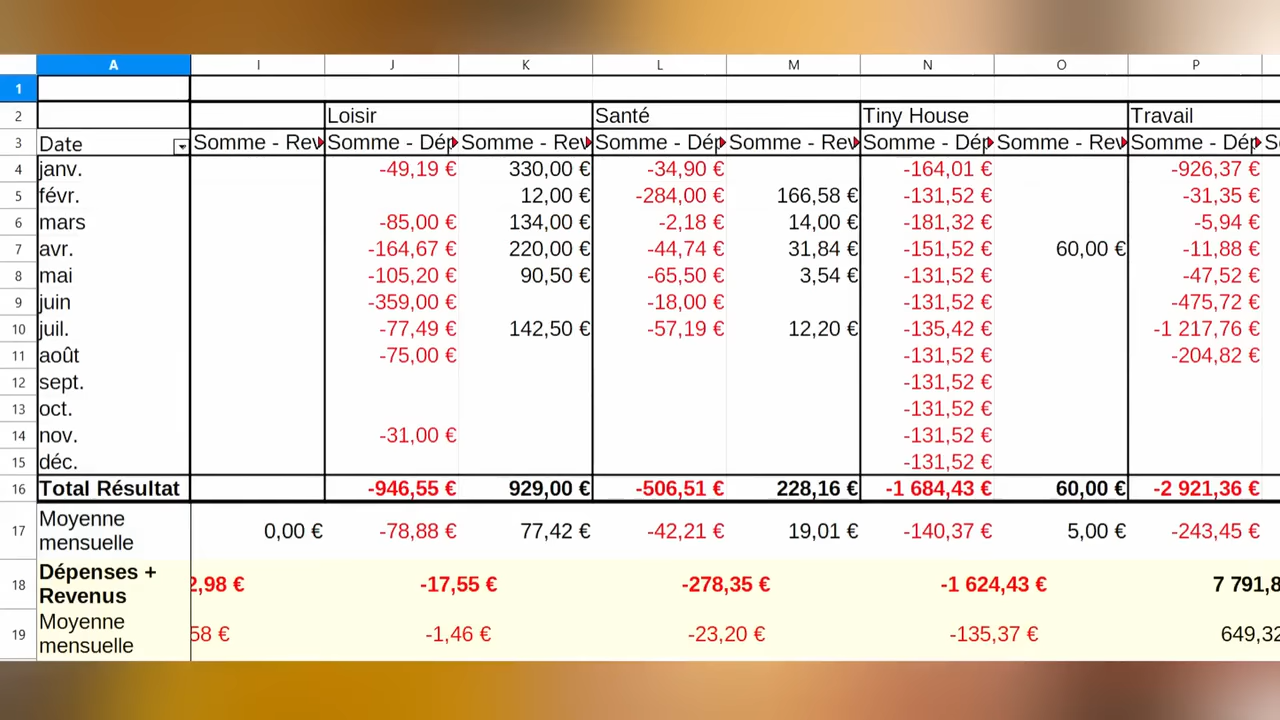 A I J K L M N O P
1
2 Loisir Santé Tiny House Travail
3 Date Somme - Rev Somme - Dép Somme - Rev Somme - Dép Somme - Rev Somme - Dép Somme - Rev Somme - Dép
4 janv. -49,19 € 330,00 € -34,90 € -164,01 € -926,37 €
5 févr. 12,00 € -284,00 € 166,58 € -131,52 € -31,35 €
6 mars -85,00 € 134,00 € -2,18 € 14,00 € -181,32 € -5,94 €
7 avr. -164,67 € 220,00 € -44,74 € 31,84 € -151,52 € 60,00 € -11,88 €
8 mai -105,20 € 90,50 € -65,50 € 3,54 € -131,52 € -47,52 €
9 juin -359,00 € -18,00 € -131,52 € -475,72 €
10 juil. -77,49 € 142,50 € -57,19 € 12,20 € -135,42 € -1 217,76 €
11 août -75,00 € -131,52 € -204,82 €
12 sept. -131,52 €
13 oct. -131,52 €
14 nov. -31,00 € -131,52 €
15 déc. -131,52 €
16 Total Résultat -946,55 € 929,00 € -506,51 € 228,16 € -1 684,43 € 60,00 € -2 921,36 €
Moyenne
17 mensuelle 0,00 € -78,88 € 77,42 € -42,21 € 19,01 € -140,37 € 5,00 € -243,45 €
Dépenses +
18 Revenus 2,98 € -17,55 € -278,35 € -1 624,43 € 7 791,8
Moyenne
19 mensuelle 58 € -1,46 € -23,20 € -135,37 € 649,32